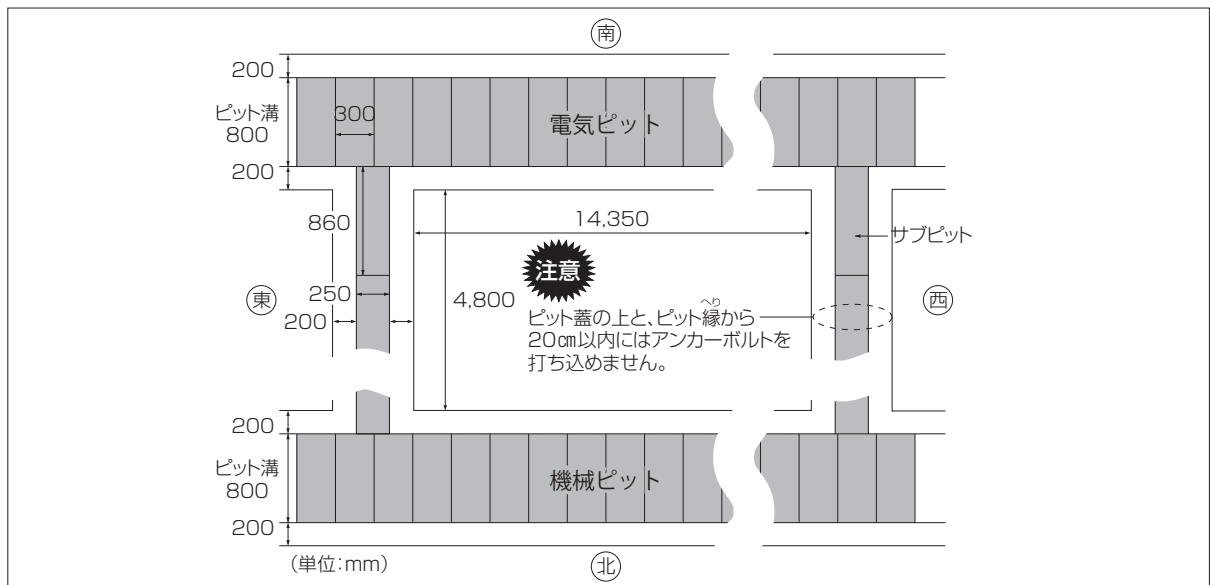 南
200
ピット溝
800
300
電気ピット
200
860
14,350
サブピット
注意
東
250
4,800
西
200
ピット蓋の上と、ピット縁から
へり
20㎝以内にはアンカーボルトを
打ち込めません。
200
ピット溝
800
機械ピット
200
(単位:mm)
北